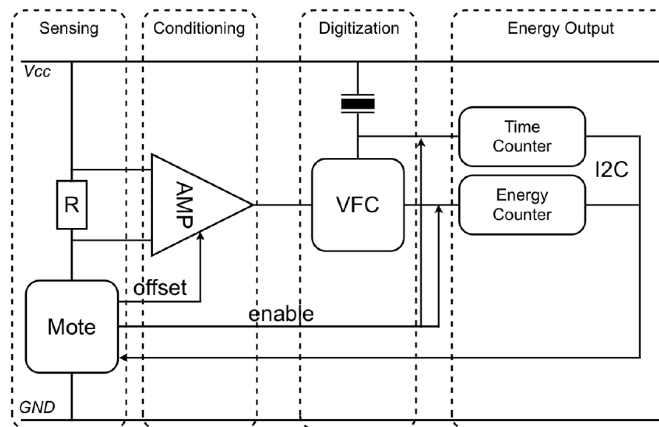 Sensing
Conditioning
Digitization
Energy Output
Vcc
Time
Counter
I2C
R
AMP
VFC
Energy
Counter
offset
enable
Mote
GND